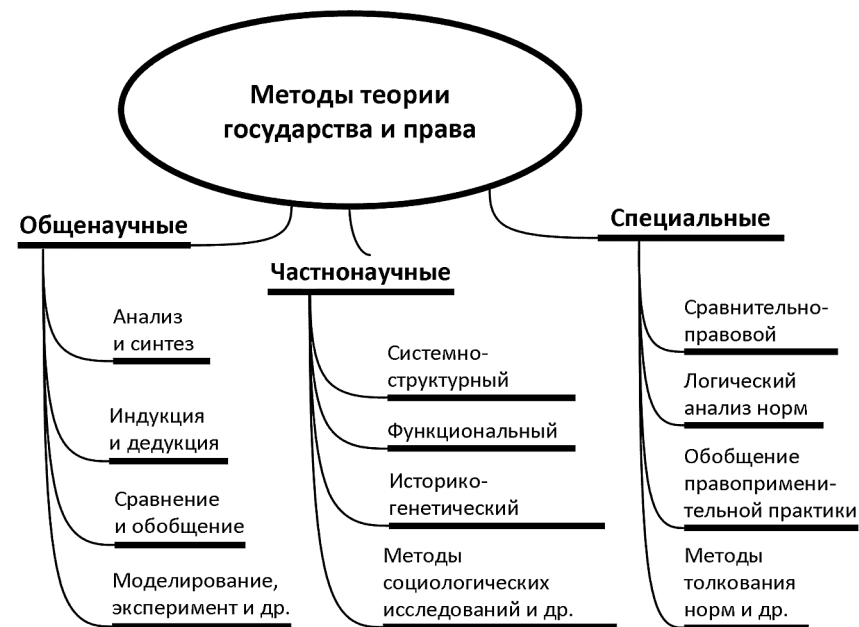 Методы теории
государства и права
Общенаучные
Анализ
и синтез
Индукция
и дедукция
Сравнение
и обобщение
Моделирование,
эксперимент и др.
Частнонаучные
Системно-
структурный
Функциональный
Историко-
генетический
Методы
социологических
исследований и др.
Специальные
Сравнительно-
правовой
Логический
анализ норм
Обобщение
правопримени-
тельной практики
Методы
толкования
норм и др.